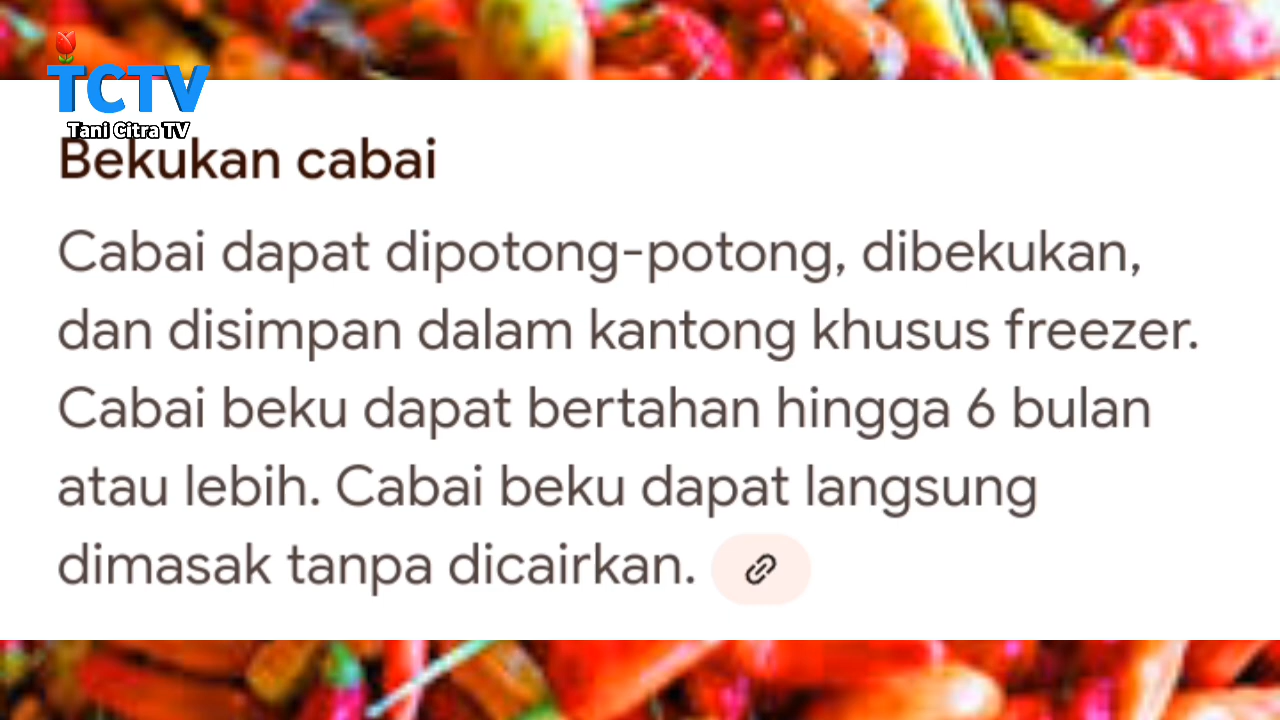 TCTV
Tani Citra TV
Bekukan cabai
Cabai dapat dipotong-potong, dibekukan,
dan disimpan dalam kantong khusus freezer.
Cabai beku dapat bertahan hingga 6 bulan
atau lebih. Cabai beku dapat langsung
dimasak tanpa dicairkan.